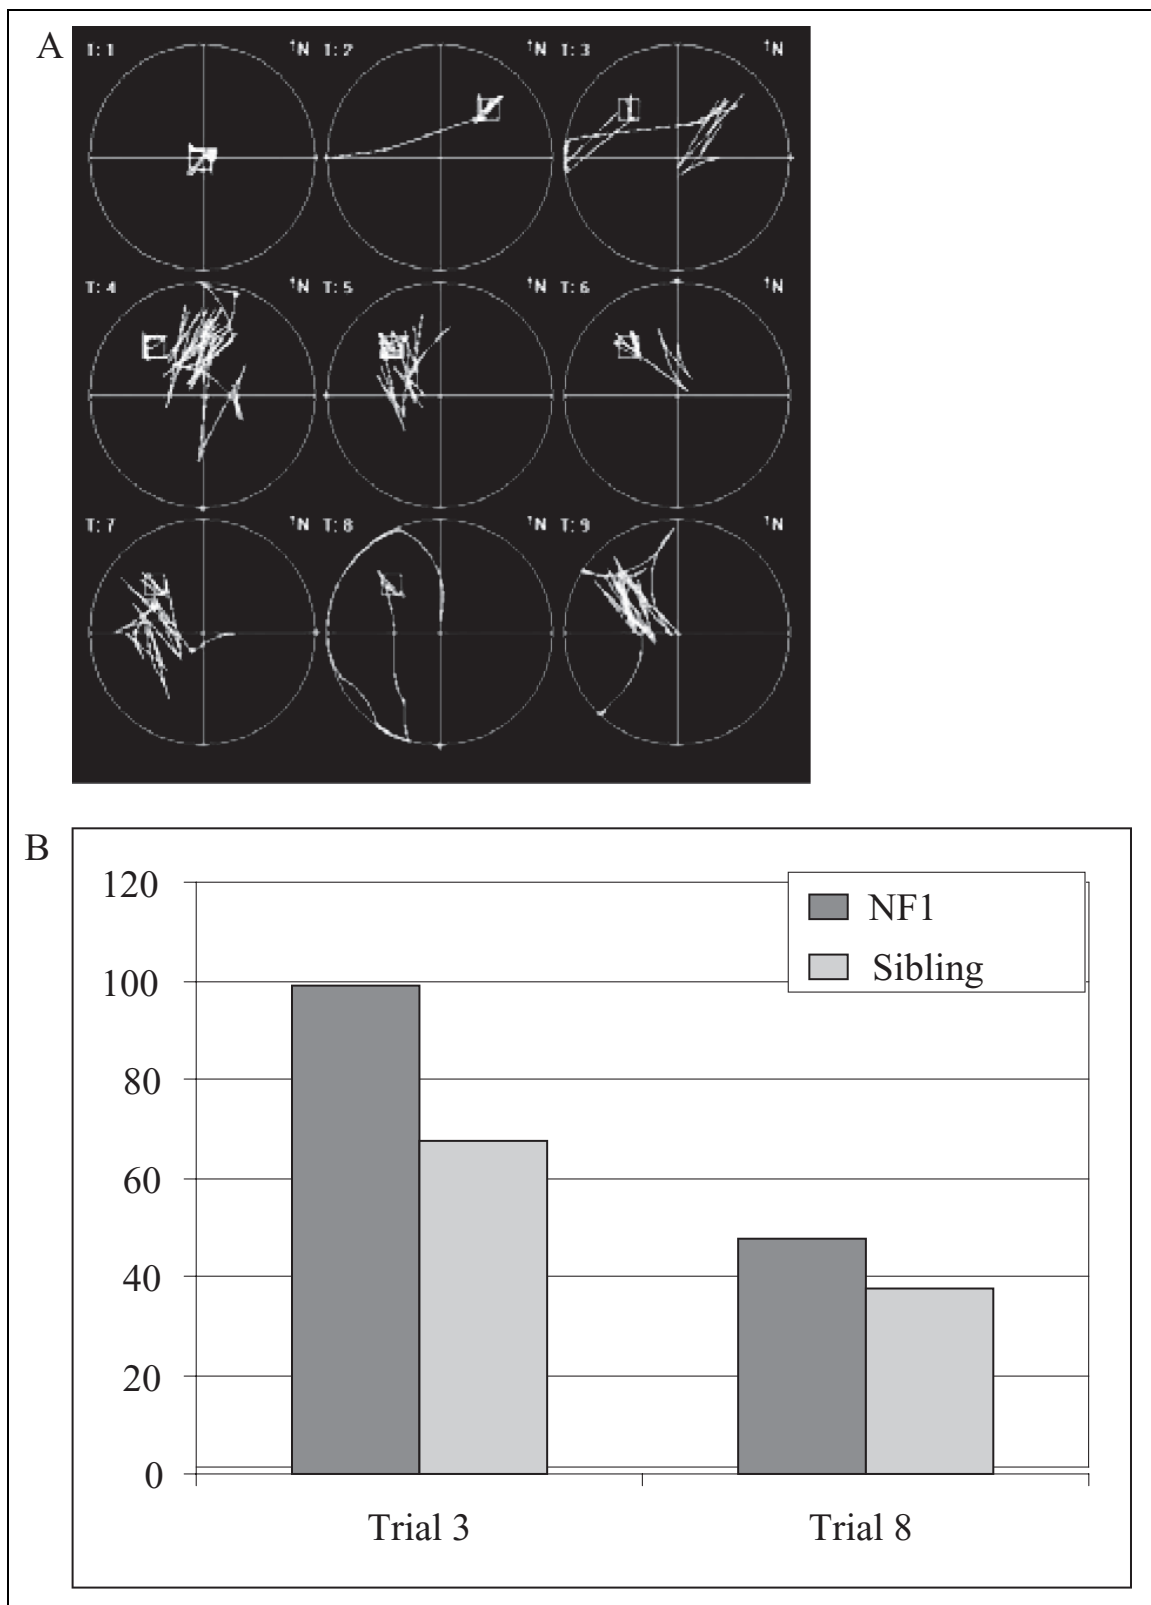 A
T: 1 ↑N T: 2 ↑N T: 3 ↑N
T: 4 ↑N T: 5 ↑N T: 6 ↑N
T: 7 ↑N T: 8 ↑N T: 9 ↑N
B
120
NF1
100
Sibling
80
60
40
20
0
Trial 3 Trial 8